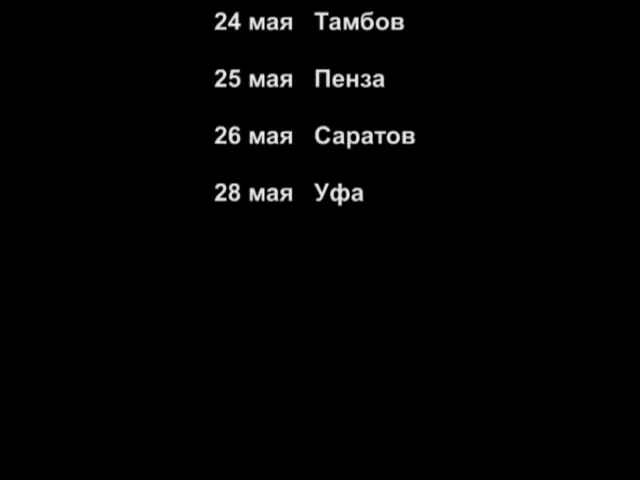 24 мая Тамбов
25 мая Пенза
26 мая Саратов
28 мая Уфа